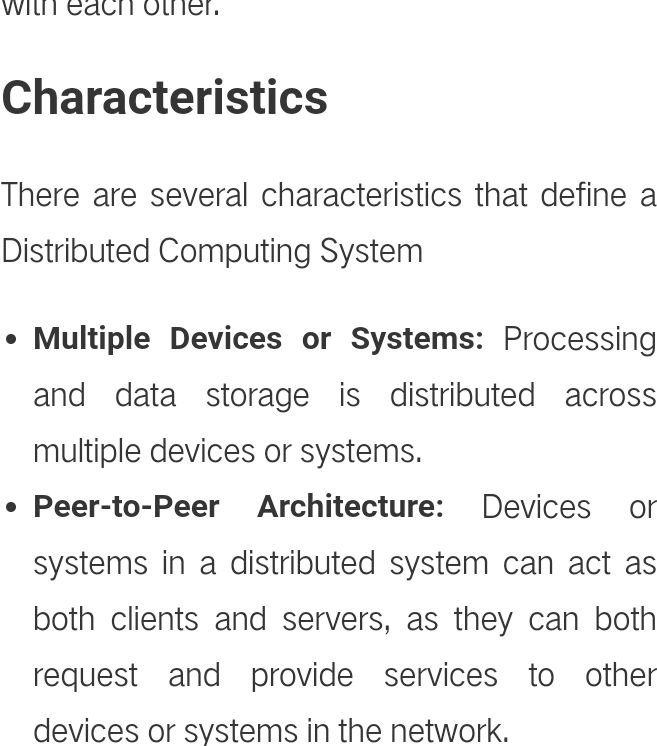 with each other.
Characteristics
There are several characteristics that define a
Distributed Computing System
• Multiple Devices or Systems: Processing
and data storage is distributed across
multiple devices or systems.
• Peer-to-Peer Architecture: Devices or
systems in a distributed system can act as
both clients and servers, as they can both
request and provide services to other
devices or systems in the network.